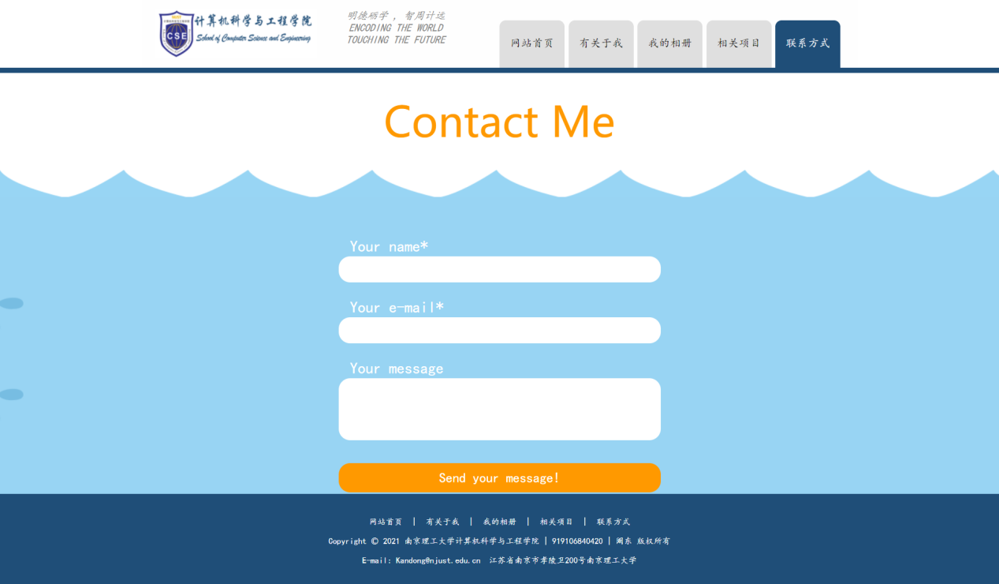 计算机科学与工程学院
CSE School of Computer Science and Engineering
明德砺学 , 智周计远
ENCODING THE WORLD
TOUCHING THE FUTURE
网站首页 有关于我 我的相册 相关项目 联系方式
Contact Me
Your name*
Your e-mail*
Your message
Send your message!
网站首页 | 有关于我 | 我的相册 | 相关项目 | 联系方式
Copyright © 2021 南京理工大学计算机科学与工程学院 | 919106840420 | 阚东 版权所有
E-mail: Kandong@njust.edu.cn 江苏省南京市孝陵卫200号南京理工大学